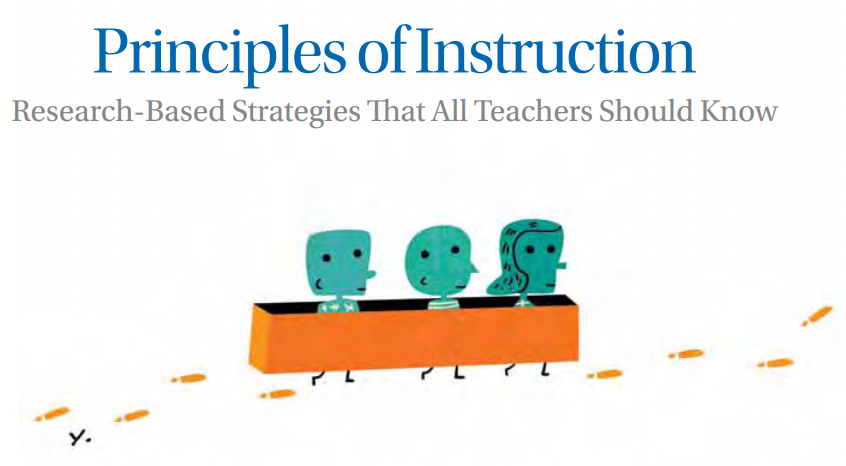 Principles of Instruction
Research-Based Strategies That All Teachers Should Know
Y.